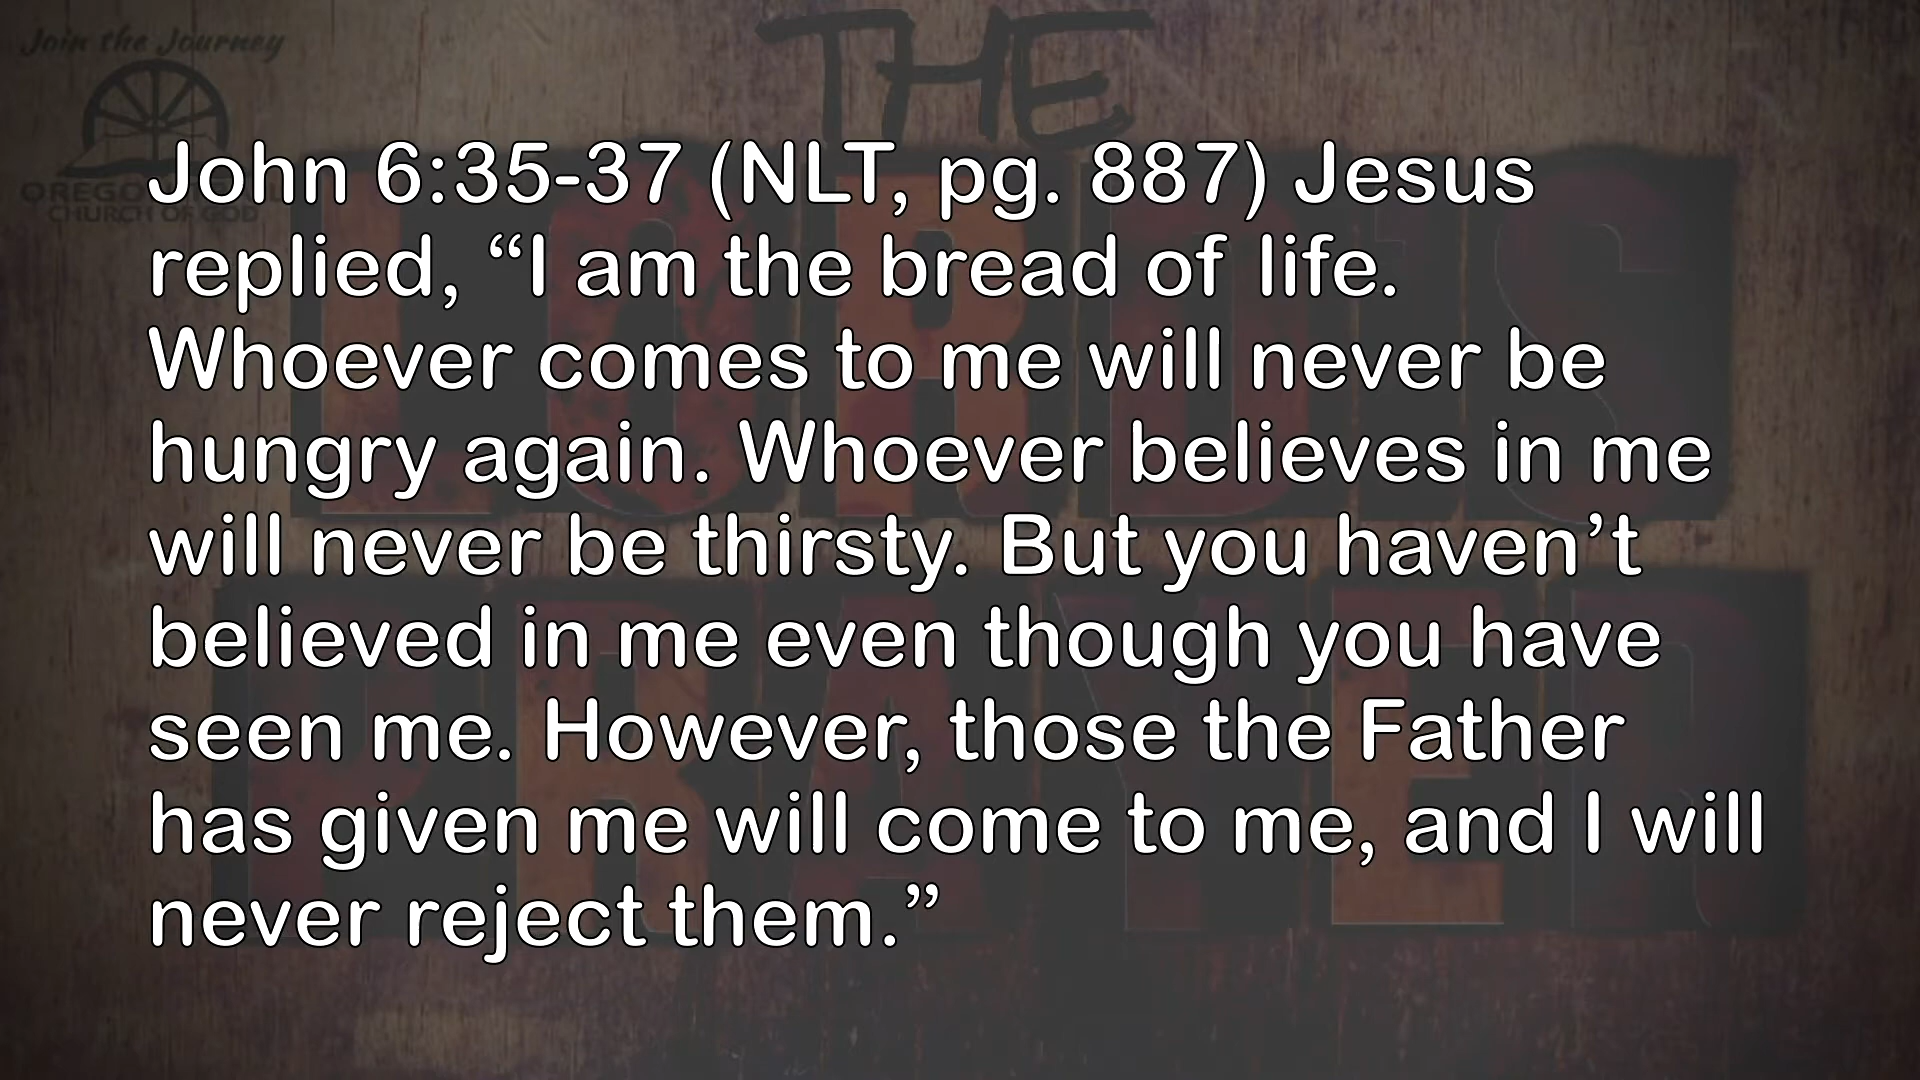 Join the Journey
THE
CHURCH OF GOD
LORD'S
PRAYER
John 6:35-37 (NLT, pg. 887) Jesus
replied, “I am the bread of life.
Whoever comes to me will never be
hungry again. Whoever believes in me
will never be thirsty. But you haven’t
believed in me even though you have
seen me. However, those the Father
has given me will come to me, and I will
never reject them.”